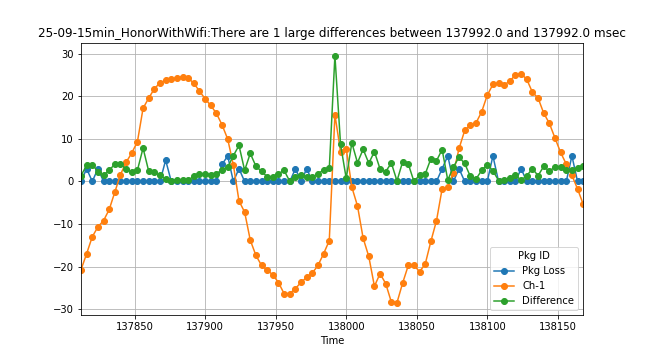 25-09-15min_HonorWithWifi:There are 1 large differences between 137992.0 and 137992.0 msec
30
20
10
0
−10
−20
−30
137850
137900
137950
138000
138050
138100
138150
Time
Pkg ID
Pkg Loss
Ch-1
Difference